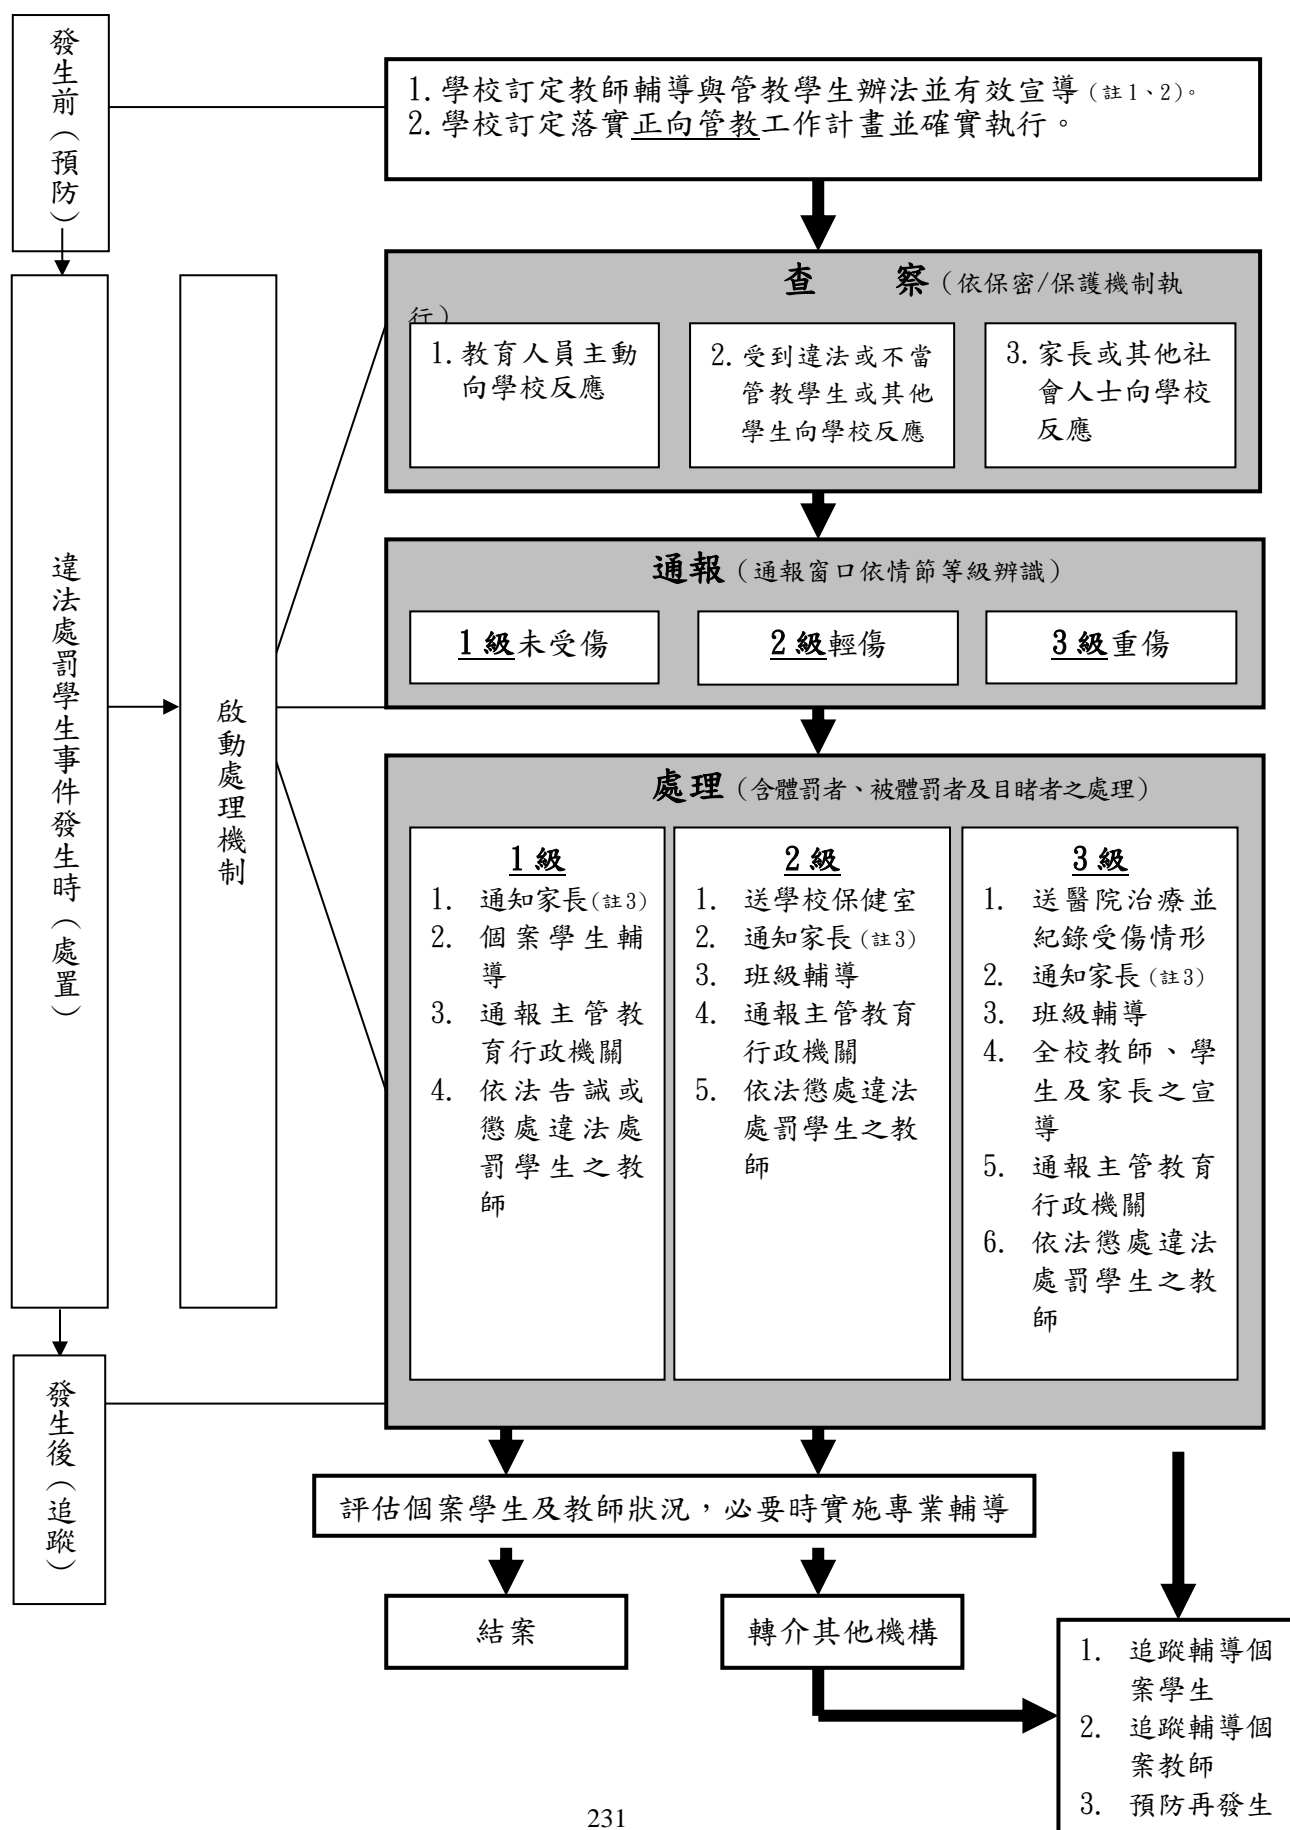 發生前（預防）
1.學校訂定教師輔導與管教學生辦法並有效宣導（註1、2）。
2.學校訂定落實正向管教工作計畫並確實執行。
違法處罰學生事件發生時（處置）
啟動處理機制
查　　察（依保密/保護機制執
行）
1.教育人員主動
向學校反應
2.受到違法或不當
管教學生或其他
學生向學校反應
3.家長或其他社
會人士向學校
反應
通報（通報窗口依情節等級辨識）
1級未受傷
2級輕傷
3級重傷
處理（含體罰者、被體罰者及目睹者之處理）
1級
1. 通知家長(註3)
2. 個案學生輔
導
3. 通報主管教
育行政機關
4. 依法告誡或
懲處違法處
罰學生之教
師
2級
1. 送學校保健室
2. 通知家長(註3)
3. 班級輔導
4. 通報主管教育
行政機關
5. 依法懲處違法
處罰學生之教
師
3級
1. 送醫院治療並
紀錄受傷情形
2. 通知家長(註3)
3. 班級輔導
4. 全校教師、學
生及家長之宣
導
5. 通報主管教育
行政機關
6. 依法懲處違法
處罰學生之教
師
發生後（追蹤）
評估個案學生及教師狀況，必要時實施專業輔導
結案
轉介其他機構
1. 追蹤輔導個
案學生
2. 追蹤輔導個
案教師
3. 預防再發生
231